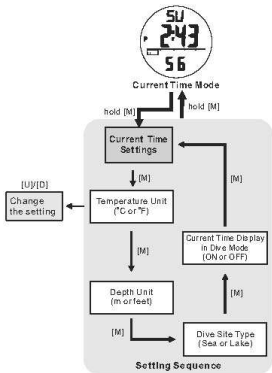 SU
P 2:43
56
Current Time Mode
hold [M]
hold [M]
Current Time
Settings
[M]
[M]
[U]/[D]
Change
the setting
Temperature Unit
(°C or °F)
[M]
Current Time Display
in Dive Mode
(ON or OFF)
Depth Unit
(m or feet)
[M]
[M]
Dive Site Type
(Sea or Lake)
Setting Sequence